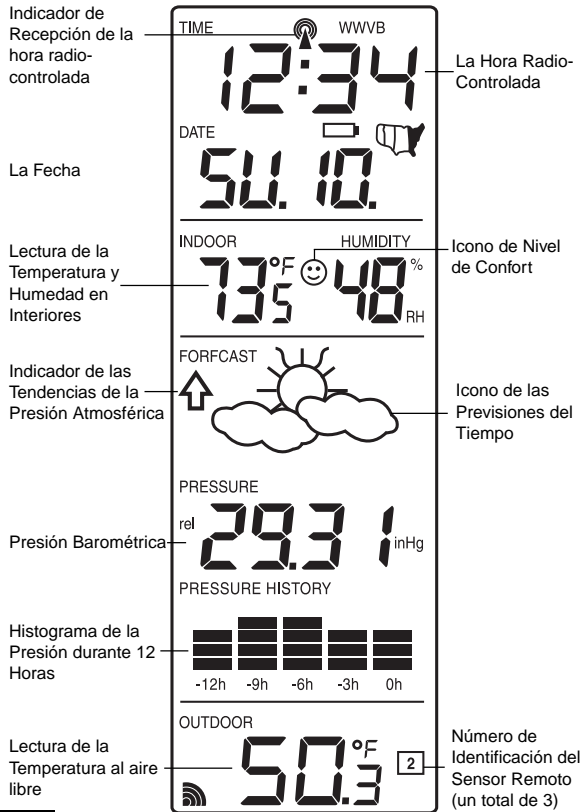 Indicador de
Recepción de la
hora radio-
controlada
TIME
WWVB
12:34
La Hora Radio-
Controlada
DATE
La Fecha
SU. 10.
INDOOR
HUMIDITY
Lectura de la
Temperatura y
Humedad en
Interiores
73.5 °F
48 % RH
Icono de Nivel
de Confort
FORFCAST
Indicador de las
Tendencias de la
Presión Atmosférica
Icono de las
Previsiones del
Tiempo
PRESSURE
Presión Barométrica
rel 29.31 inHg
PRESSURE HISTORY
Histograma de la
Presión durante 12
Horas
-12h -9h -6h -3h 0h
OUTDOOR
Lectura de la
Temperatura al aire
libre
50.3 °F
2
Número de
Identificación del
Sensor Remoto
(un total de 3)